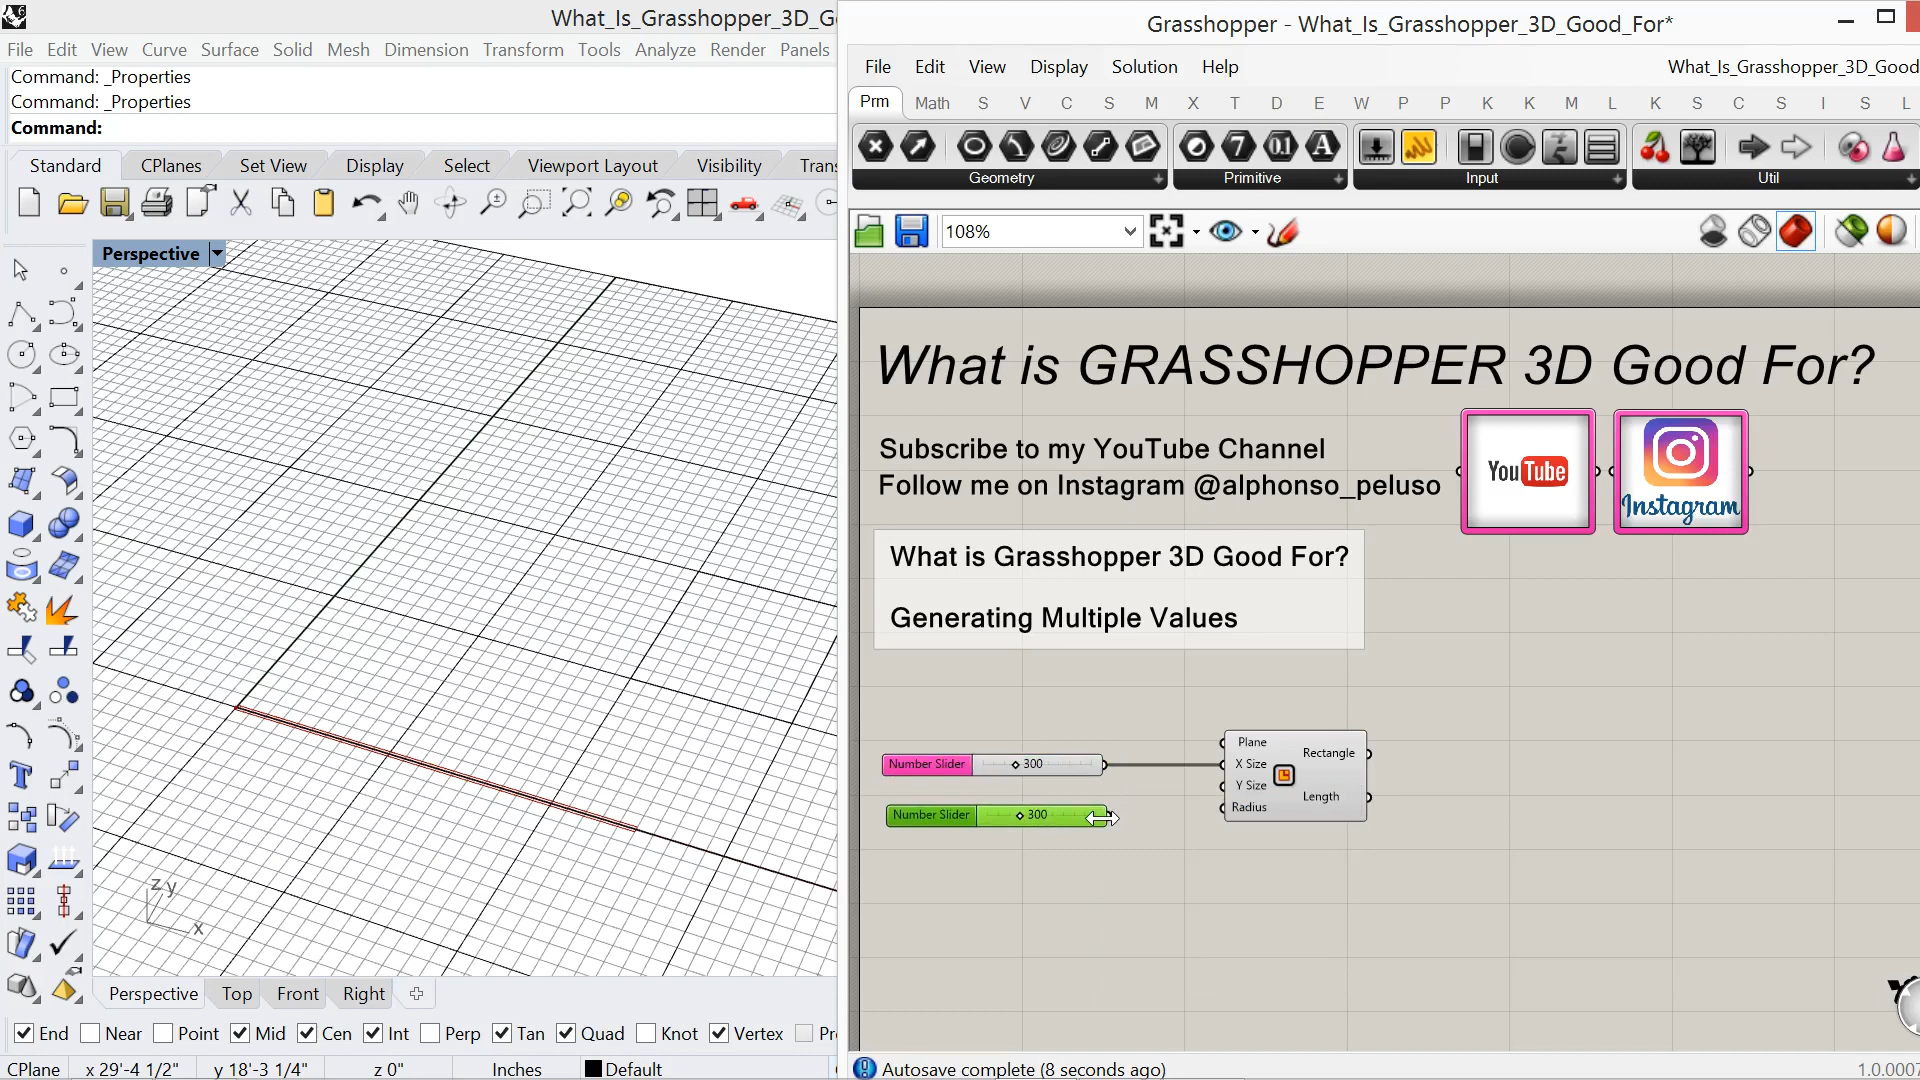 What_Is_Grasshopper_3D_G
File Edit View Curve Surface Solid Mesh Dimension Transform Tools Analyze Render Panels
Command: _Properties
Command: _Properties
Command:
Standard CPlanes Set View Display Select Viewport Layout Visibility Trans
Perspective
z y
x
Perspective Top Front Right
End Near Point Mid Cen Int Perp Tan Quad Knot Vertex Pr
CPlane x 29'-4 1/2" y 18'-3 1/4" z 0" Inches Default
Grasshopper - What_Is_Grasshopper_3D_Good_For*
File Edit View Display Solution Help What_Is_Grasshopper_3D_Good
Prm Math S V C S M X T D E W P P K K M L K S C S I S L
Geometry Primitive Input Util
108%
What is GRASSHOPPER 3D Good For?
Subscribe to my YouTube Channel
Follow me on Instagram @alphonso_peluso
YouTube
Instagram
What is Grasshopper 3D Good For?
Generating Multiple Values
Number Slider 300
Number Slider 300
Plane
X Size
Y Size
Radius
Rectangle
Length
Autosave complete (8 seconds ago)
1.0.0007